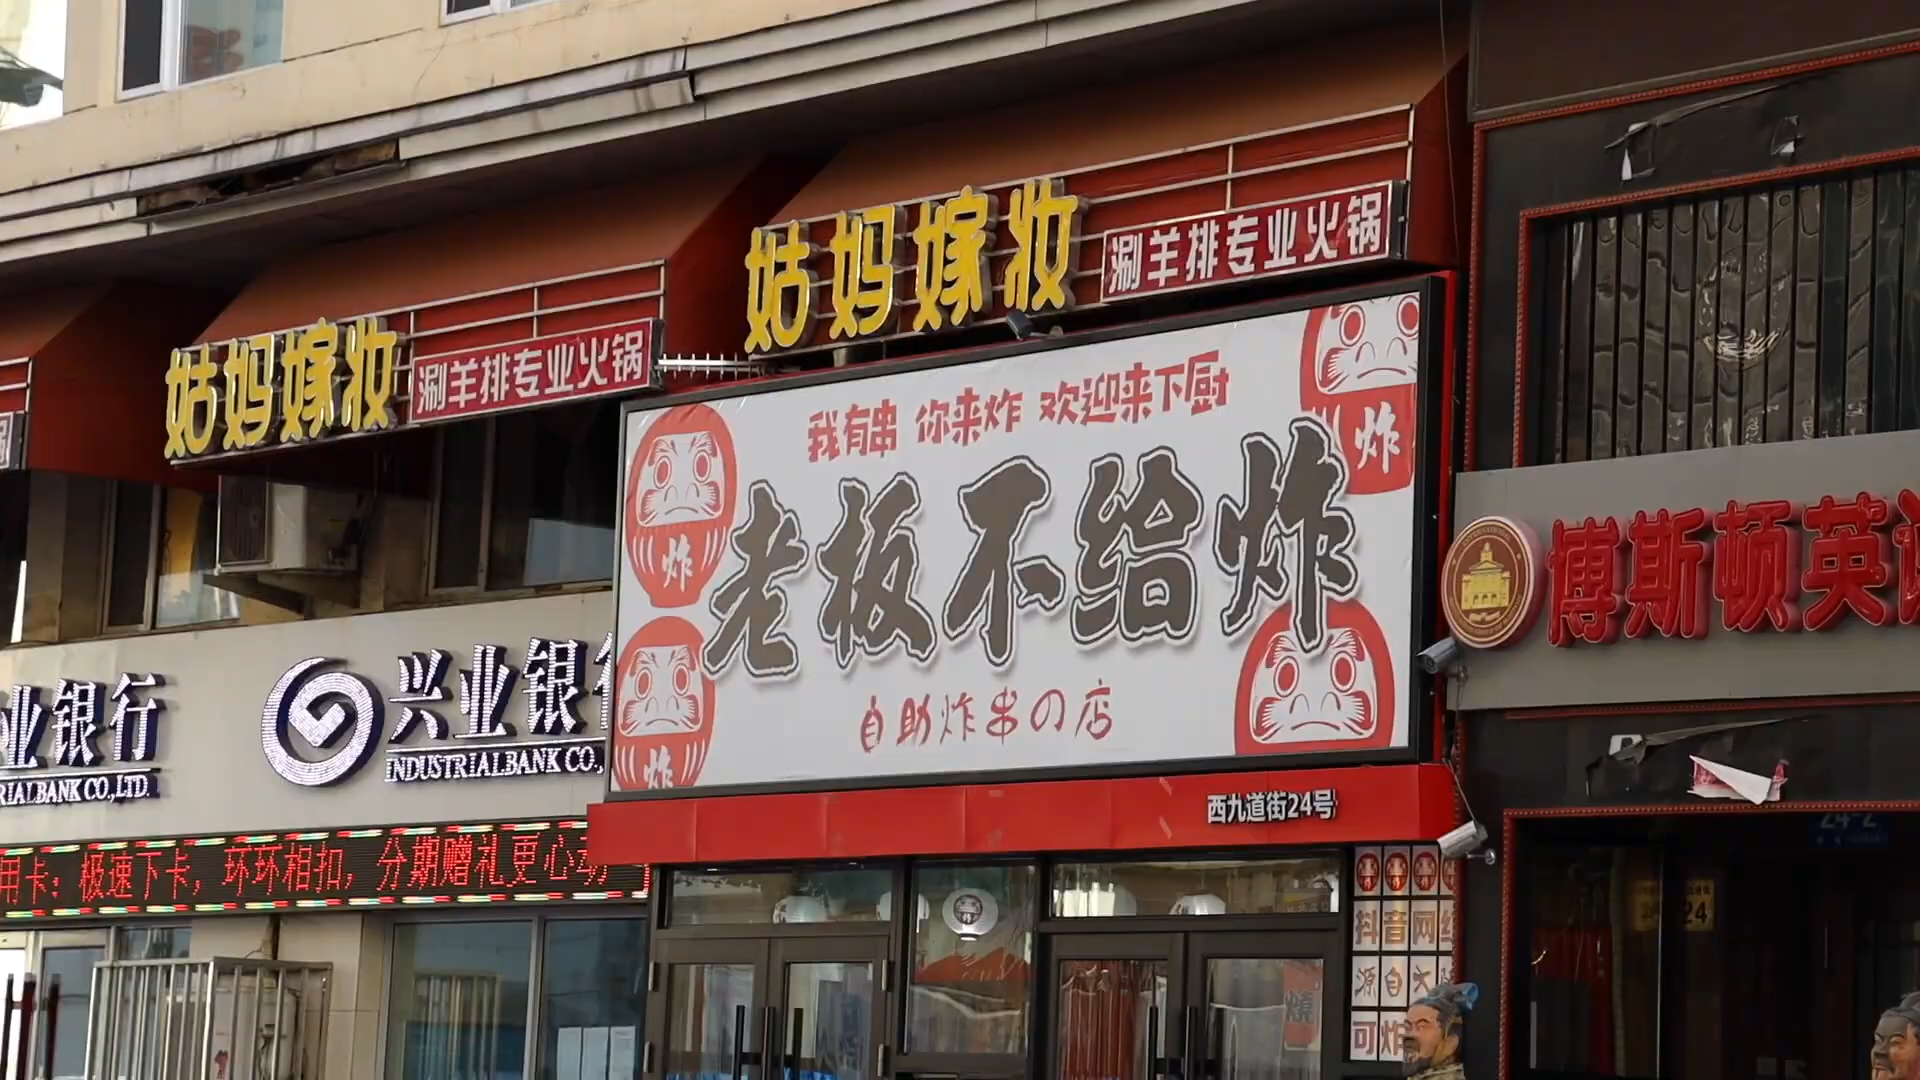 姑妈嫁妆
涮羊排专业火锅
姑妈嫁妆
涮羊排专业火锅
锅
我有串 你来炸 欢迎来下厨
老板不给炸
自助炸串の店
炸
炸
炸
西九道街24号
业银行
RIALBANK CO.,LTD.
兴业银行
INDUSTRIALBANK CO.,
用卡：极速下卡，环环相扣，分期赠礼更心动
博斯顿英
24-2
24
抖音网红
源自大
可炸